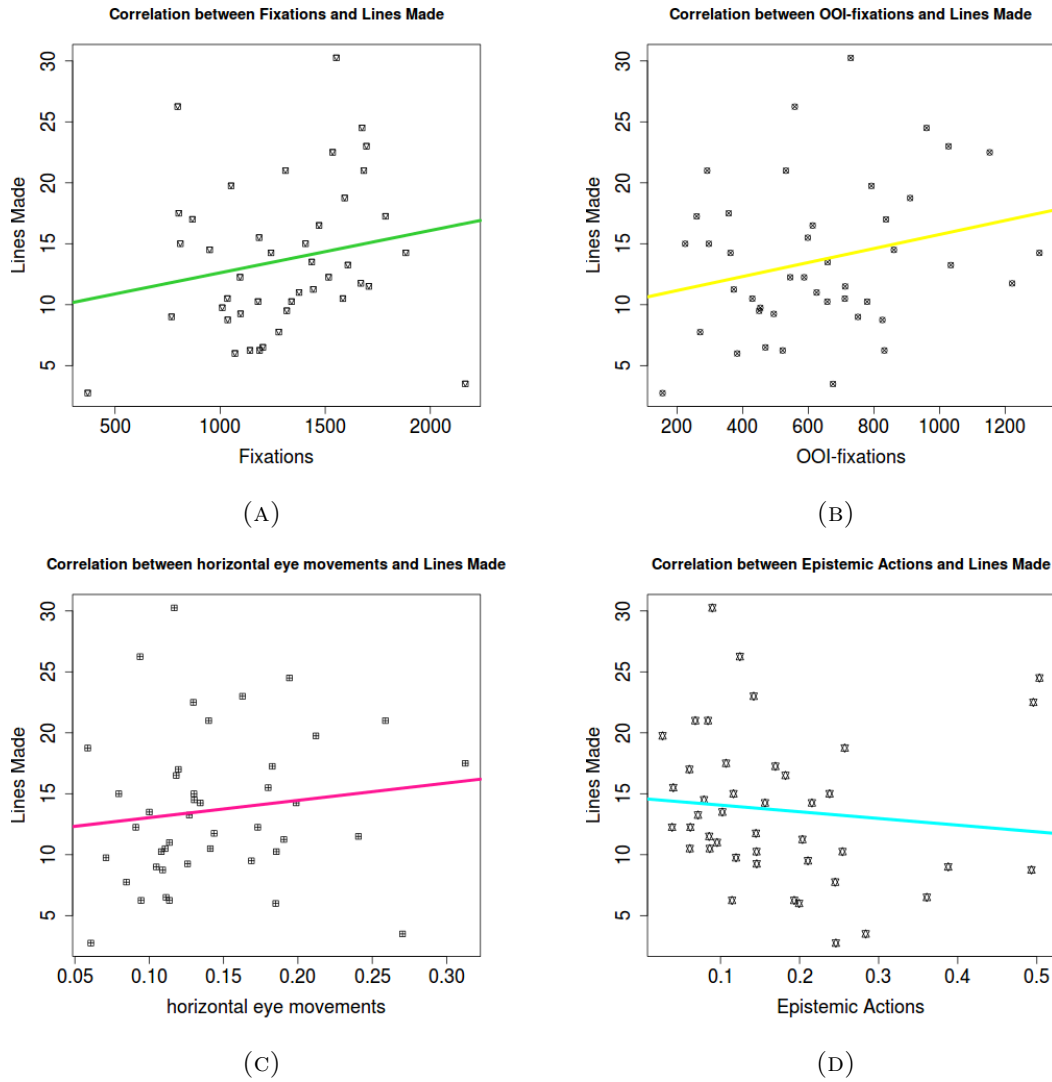 Correlation between Fixations and Lines Made
Lines Made
30
25
20
15
10
5
500 1000 1500 2000
Fixations
(A)
Correlation between OOI-fixations and Lines Made
Lines Made
30
25
20
15
10
5
200 400 600 800 1000 1200
OOI-fixations
(B)
Correlation between horizontal eye movements and Lines Made
Lines Made
30
25
20
15
10
5
0.05 0.10 0.15 0.20 0.25 0.30
horizontal eye movements
(C)
Correlation between Epistemic Actions and Lines Made
Lines Made
30
25
20
15
10
5
0.1 0.2 0.3 0.4 0.5
Epistemic Actions
(D)